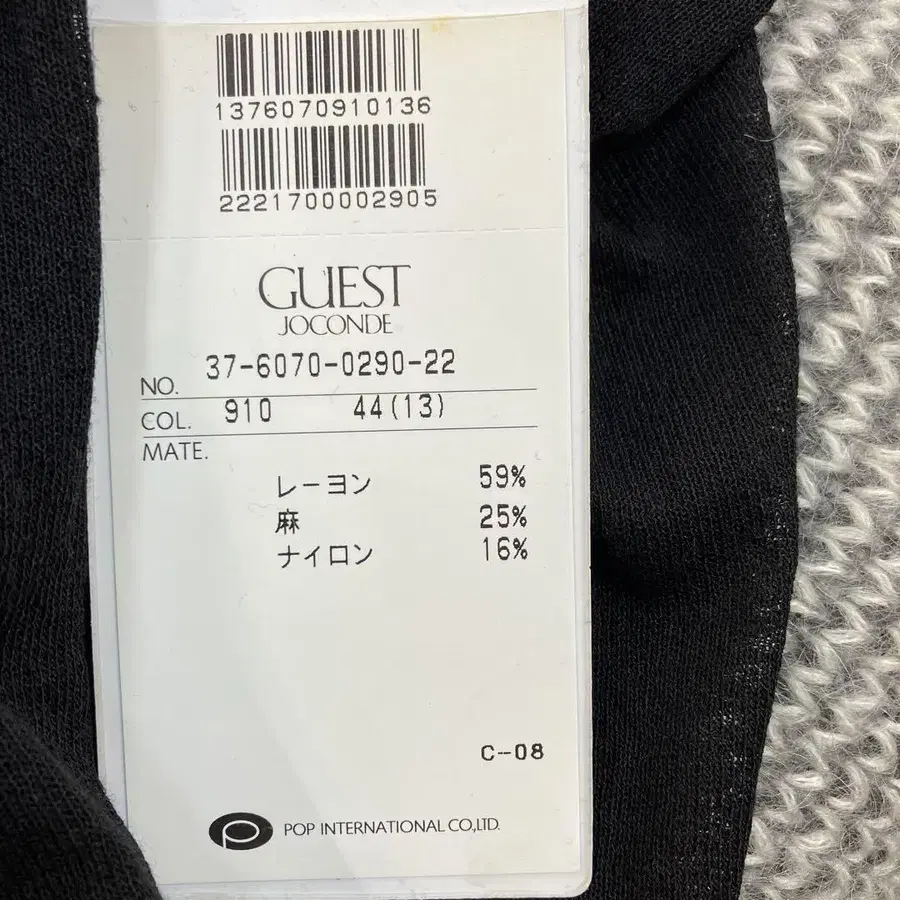 1376070910136
2221700002905
GUEST
JOCONDE
NO. 37-6070-0290-22
COL. 910 44(13)
MATE.
レーヨン 59%
麻 25%
ナイロン 16%
C-08
P POP INTERNATIONAL CO.,LTD.